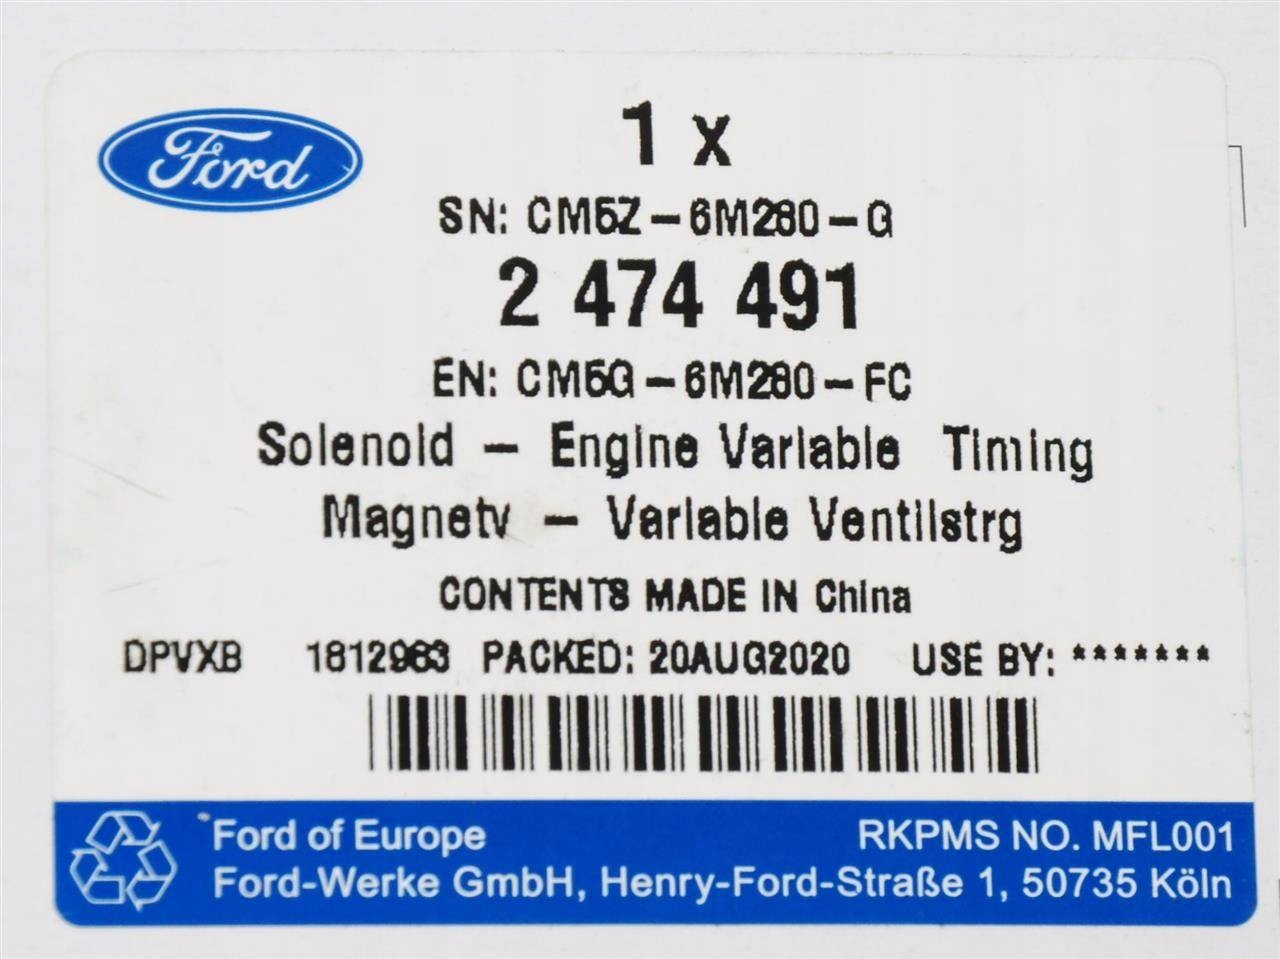 Ford
1 x
SN: CM5Z-6M280-G
2 474 491
EN: CM5G-6M280-FC
Solenoid - Engine Variable Timing
Magnetv - Variable Ventilstrg
CONTENTS MADE IN China
DPVXB 1812963 PACKED: 20AUG2020 USE BY: *******
Ford of Europe RKPMS NO. MFL001
Ford-Werke GmbH, Henry-Ford-Straße 1, 50735 Köln